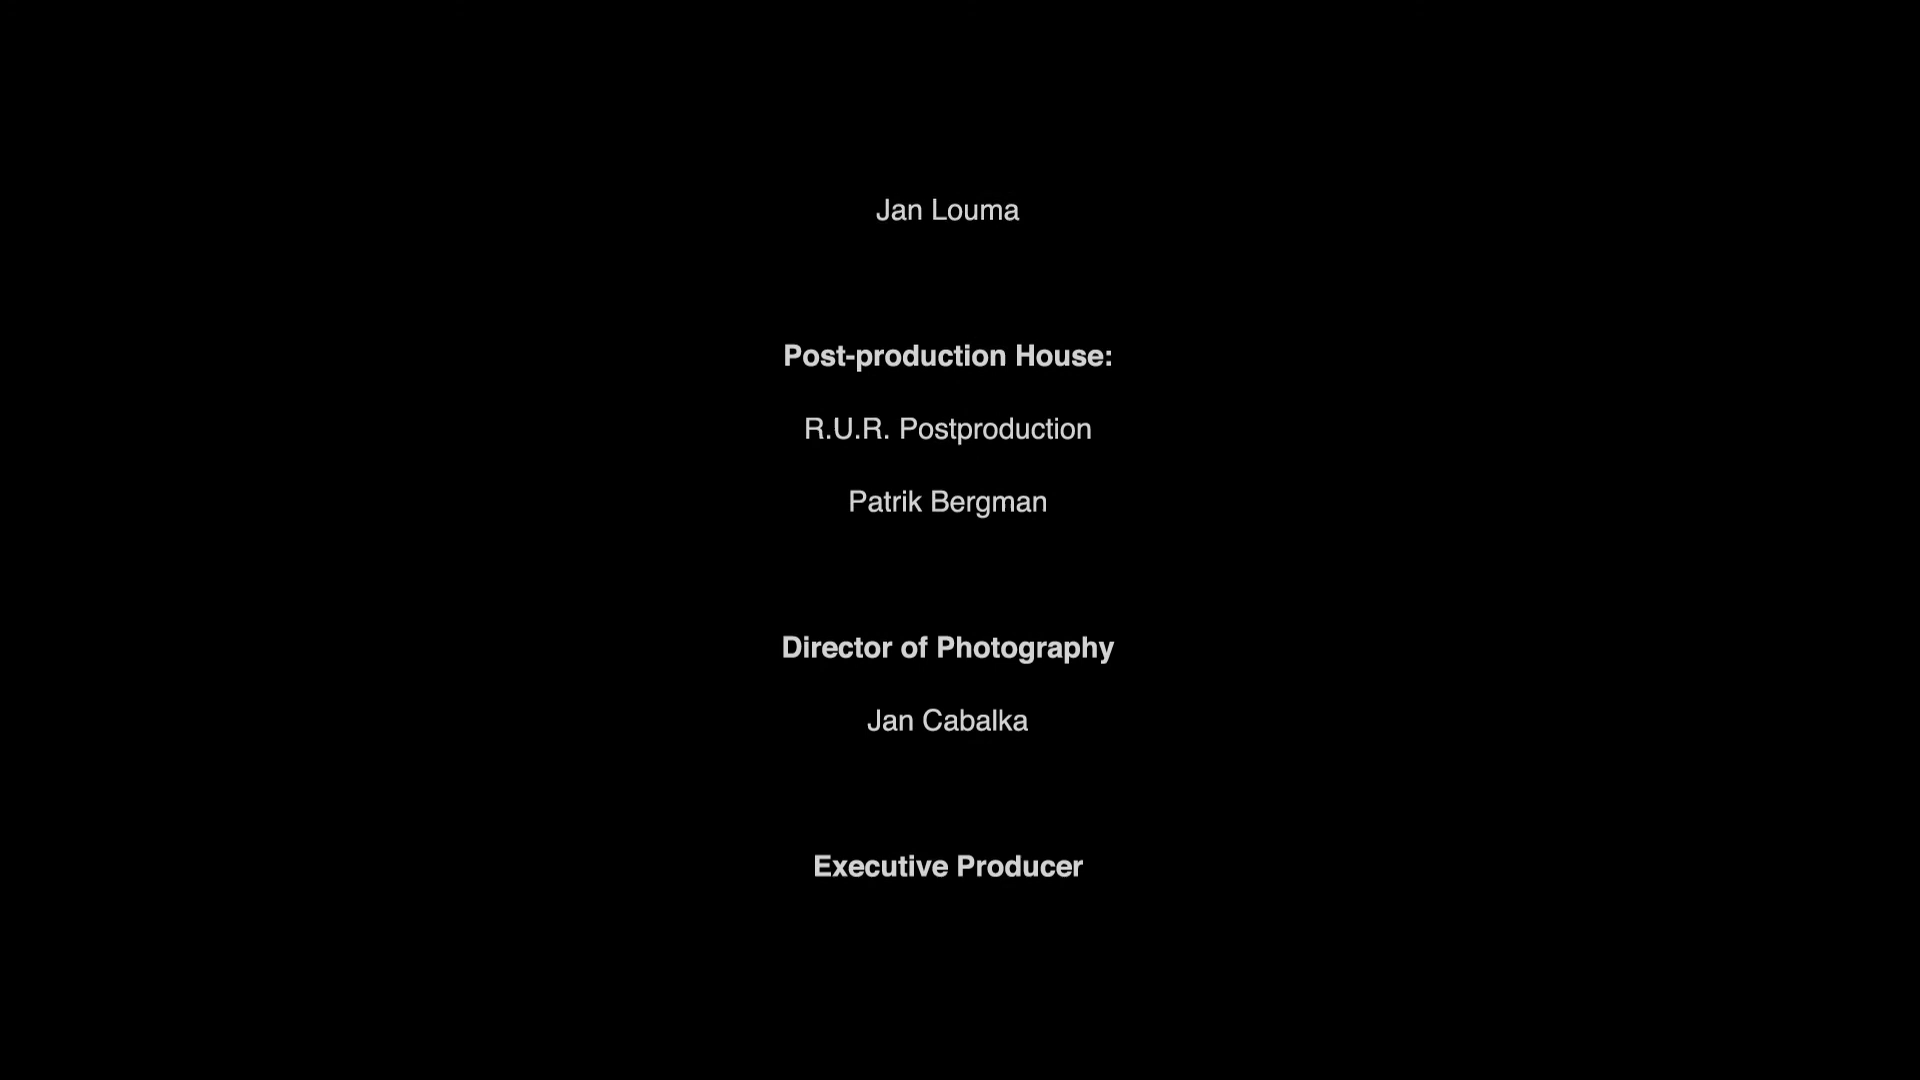 Jan Louma
Post-production House:
R.U.R. Postproduction
Patrik Bergman
Director of Photography
Jan Cabalka
Executive Producer